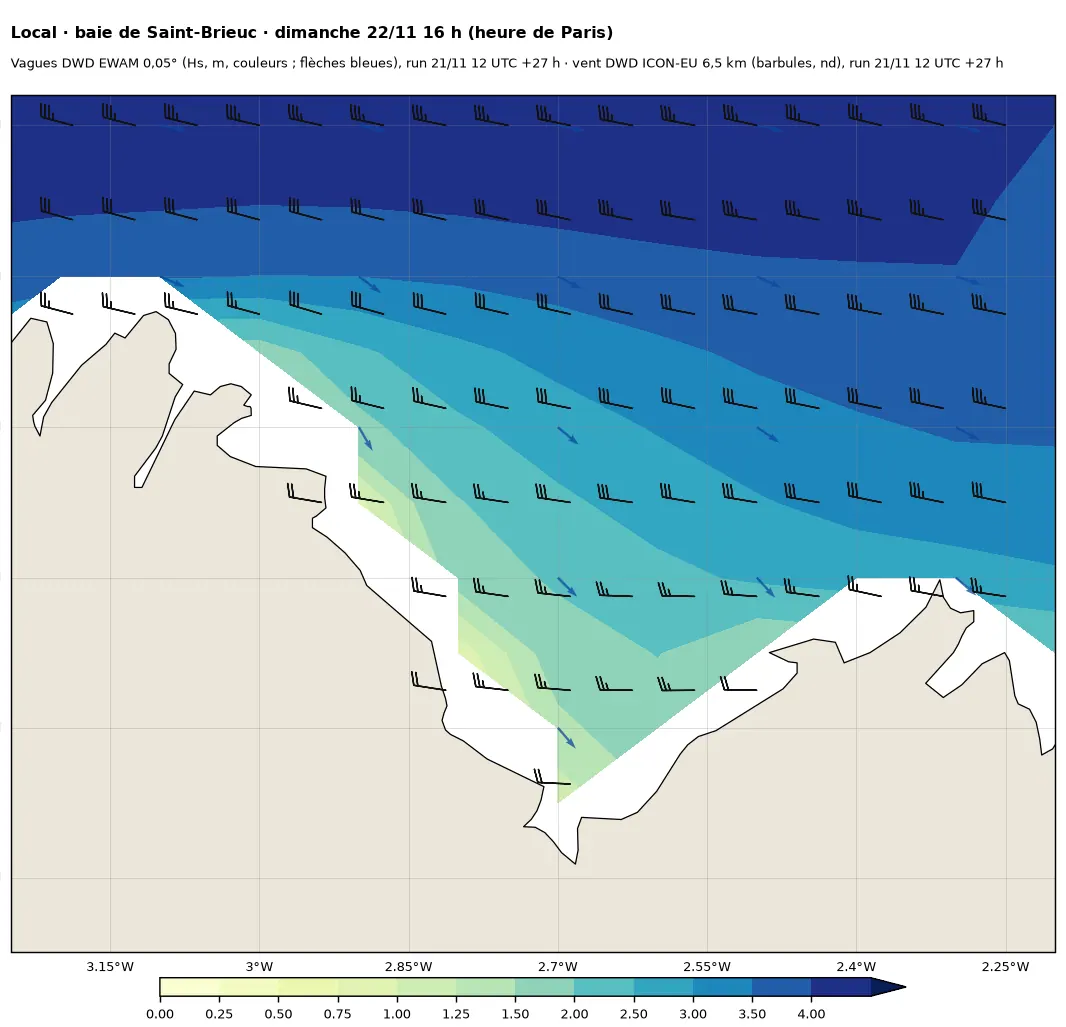 Local · baie de Saint-Brieuc · dimanche 22/11 16 h (heure de Paris)
Vagues DWD EWAM 0,05° (Hs, m, couleurs ; flèches bleues), run 21/11 12 UTC +27 h · vent DWD ICON-EU 6,5 km (barbules, nd), run 21/11 12 UTC +27 h
3.15°W 3°W 2.85°W 2.7°W 2.55°W 2.4°W 2.25°W
0.00 0.25 0.50 0.75 1.00 1.25 1.50 2.00 2.50 3.00 3.50 4.00